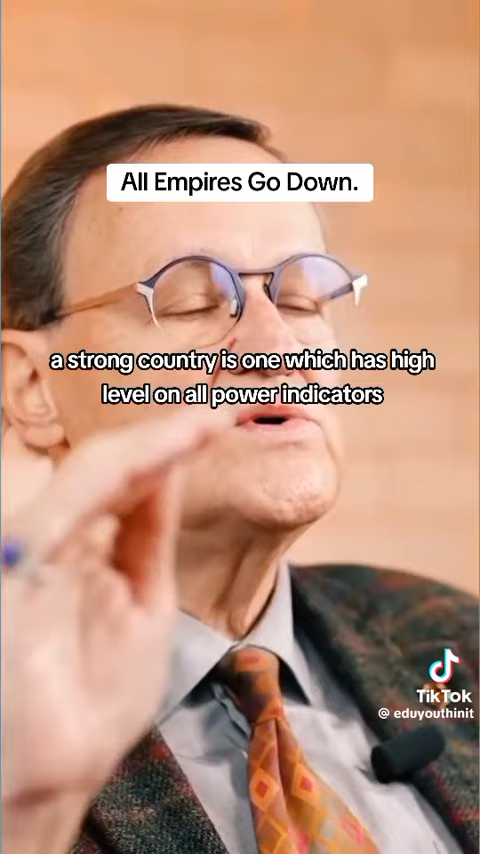 All Empires Go Down.
a strong country is one which has high
level on all power indicators
TikTok
@ eduyouthinit